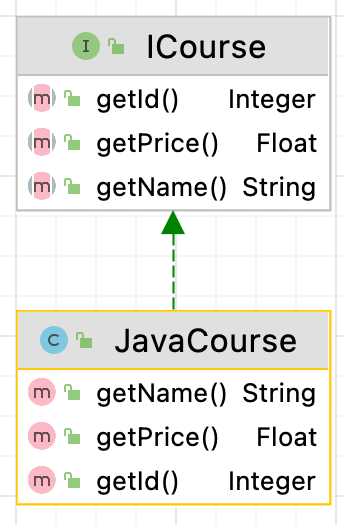 I ICourse
m getId() Integer
m getPrice() Float
m getName() String
C JavaCourse
m getName() String
m getPrice() Float
m getId() Integer